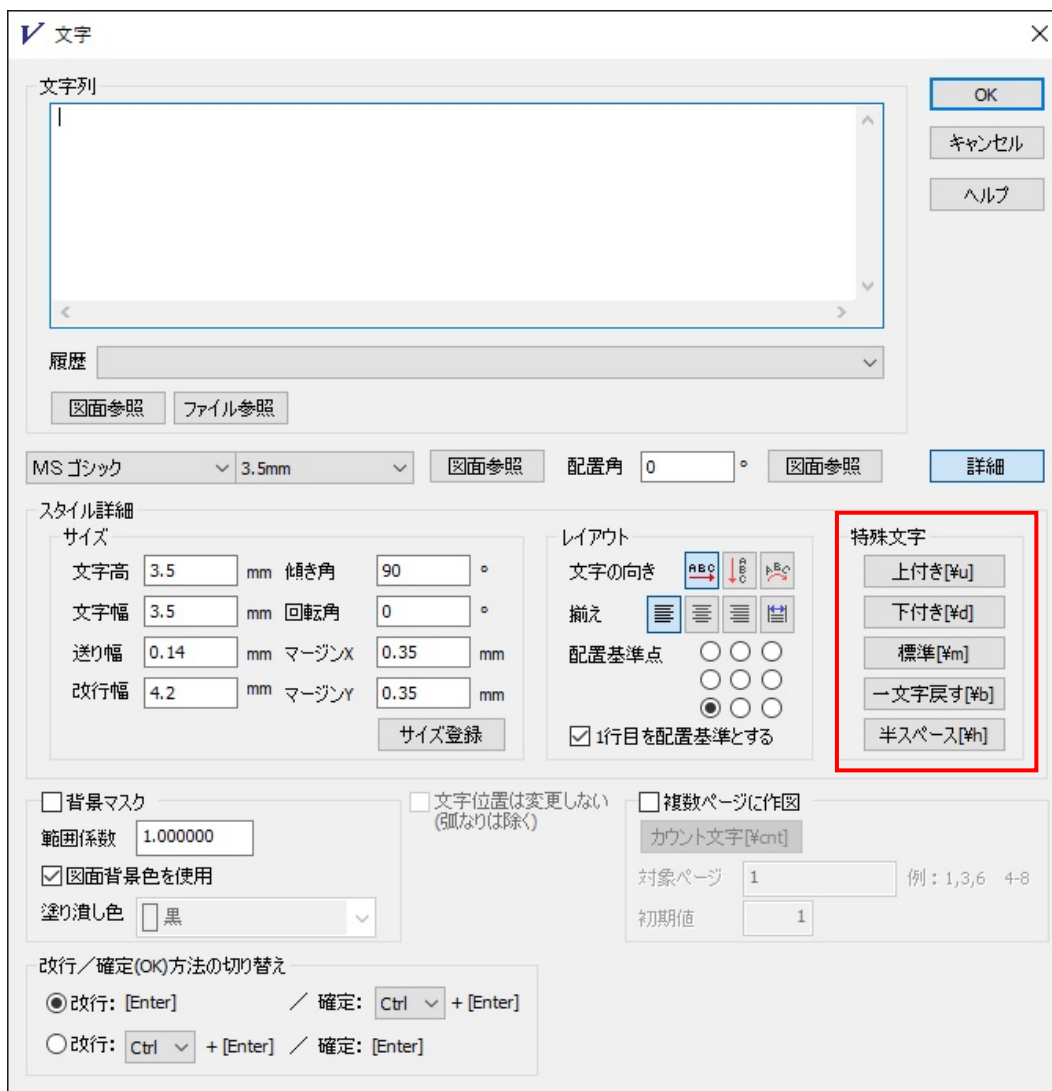 V 文字
文字列
OK
キャンセル
ヘルプ
履歴
図面参照 ファイル参照
MS ゴシック 3.5mm 図面参照 配置角 0 ° 図面参照 詳細
スタイル詳細
サイズ レイアウト 特殊文字
文字高 3.5 mm 傾き角 90 ° 文字の向き ABC ABC ABC 上付き[¥u]
文字幅 3.5 mm 回転角 0 ° 揃え 下付き[¥d]
送り幅 0.14 mm マージンX 0.35 mm 配置基準点 標準[¥m]
改行幅 4.2 mm マージンY 0.35 mm 一文字戻す[¥b]
サイズ登録 1行目を配置基準とする 半スペース[¥h]
背景マスク 文字位置は変更しない 複数ページに作図
(弧なりは除く)
範囲係数 1.000000 カウント文字[¥cnt]
図面背景色を使用 対象ページ 1 例：1,3,6 4-8
塗り潰し色 黒 初期値 1
改行／確定(OK)方法の切り替え
改行: [Enter] ／ 確定: Ctrl + [Enter]
改行: Ctrl + [Enter] ／ 確定: [Enter]